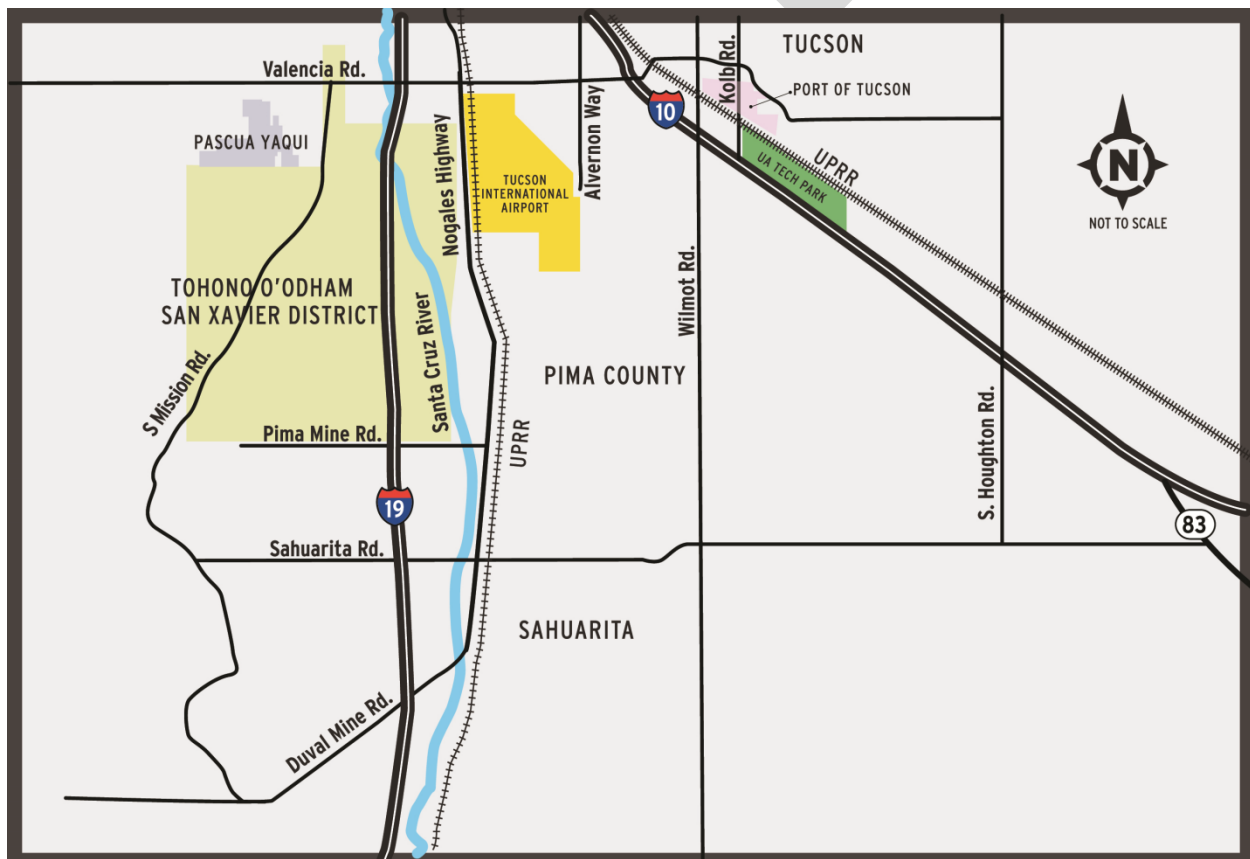 TUCSON
Valencia Rd.
Kolb Rd.
PORT OF TUCSON
10
PASCUA YAQUI
Nogales Highway
TUCSON
INTERNATIONAL
AIRPORT
Alvernon Way
UA TECH PARK
UPRR
N
NOT TO SCALE
TOHONO O'ODHAM
SAN XAVIER DISTRICT
Santa Cruz River
Wilmot Rd.
PIMA COUNTY
S Mission Rd.
Pima Mine Rd.
UPRR
S. Houghton Rd.
19
83
Sahuarita Rd.
SAHUARITA
Duval Mine Rd.